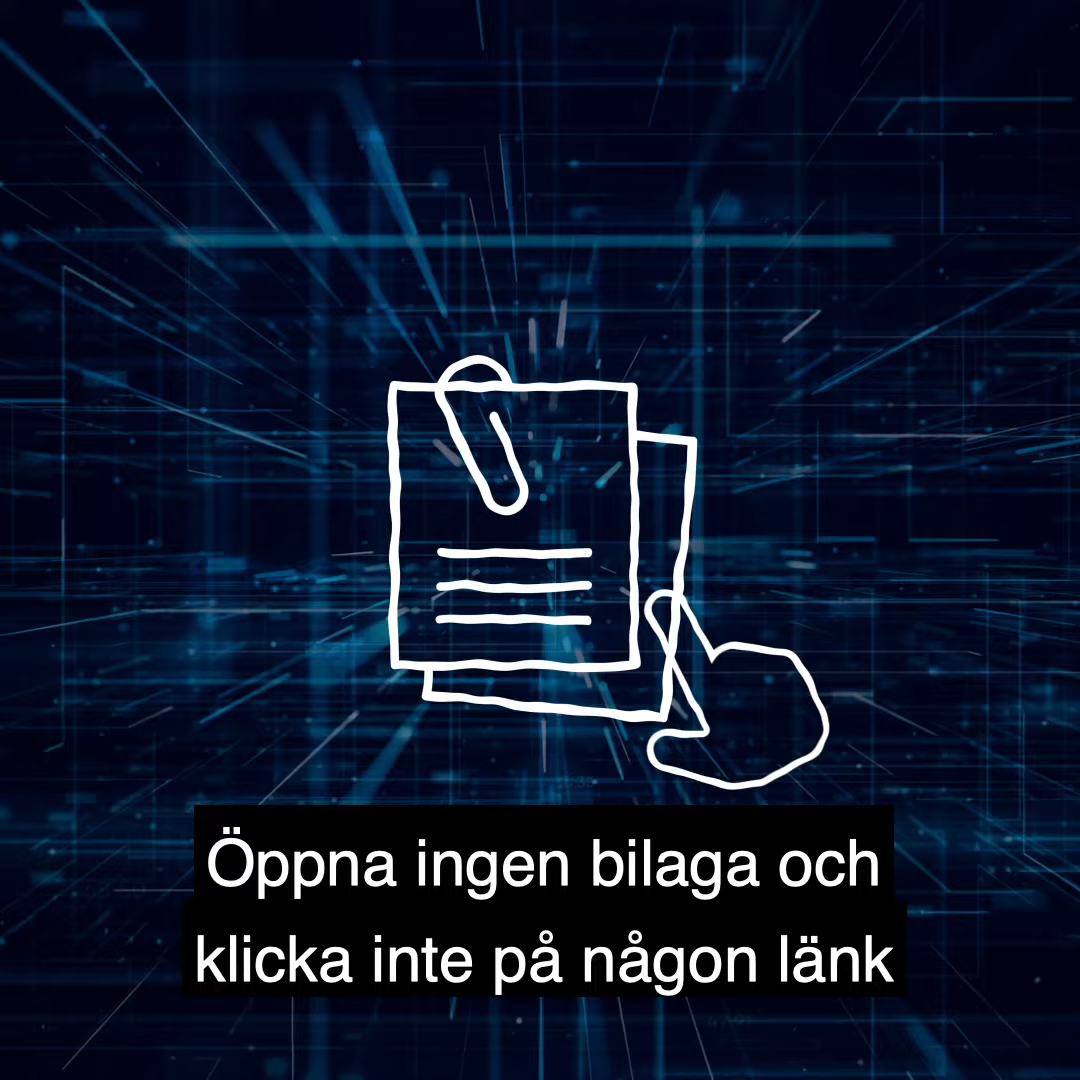 Öppna ingen bilaga och
klicka inte på någon länk